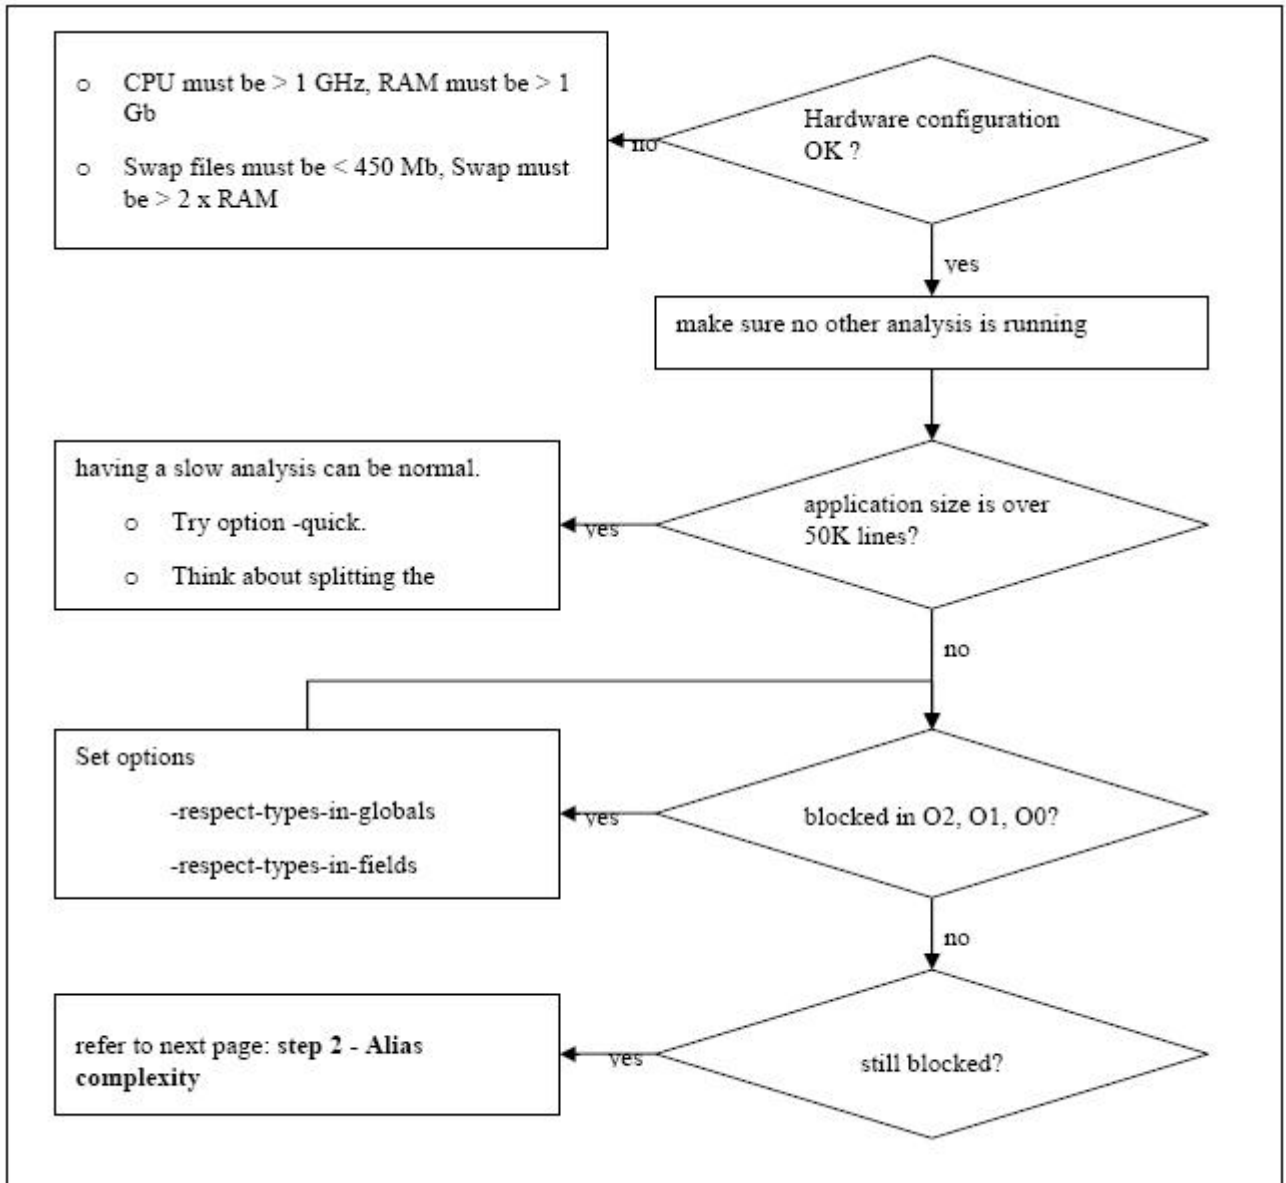 o CPU must be > 1 GHz, RAM must be > 1
Gb
o Swap files must be < 450 Mb, Swap must
be > 2 x RAM
Hardware configuration
OK ?
no
yes
make sure no other analysis is running
having a slow analysis can be normal.
o Try option -quick.
o Think about splitting the
application size is over
50K lines?
yes
no
Set options
-respect-types-in-globals
-respect-types-in-fields
blocked in O2, O1, O0?
yes
no
refer to next page: step 2 - Alias
complexity
still blocked?
yes